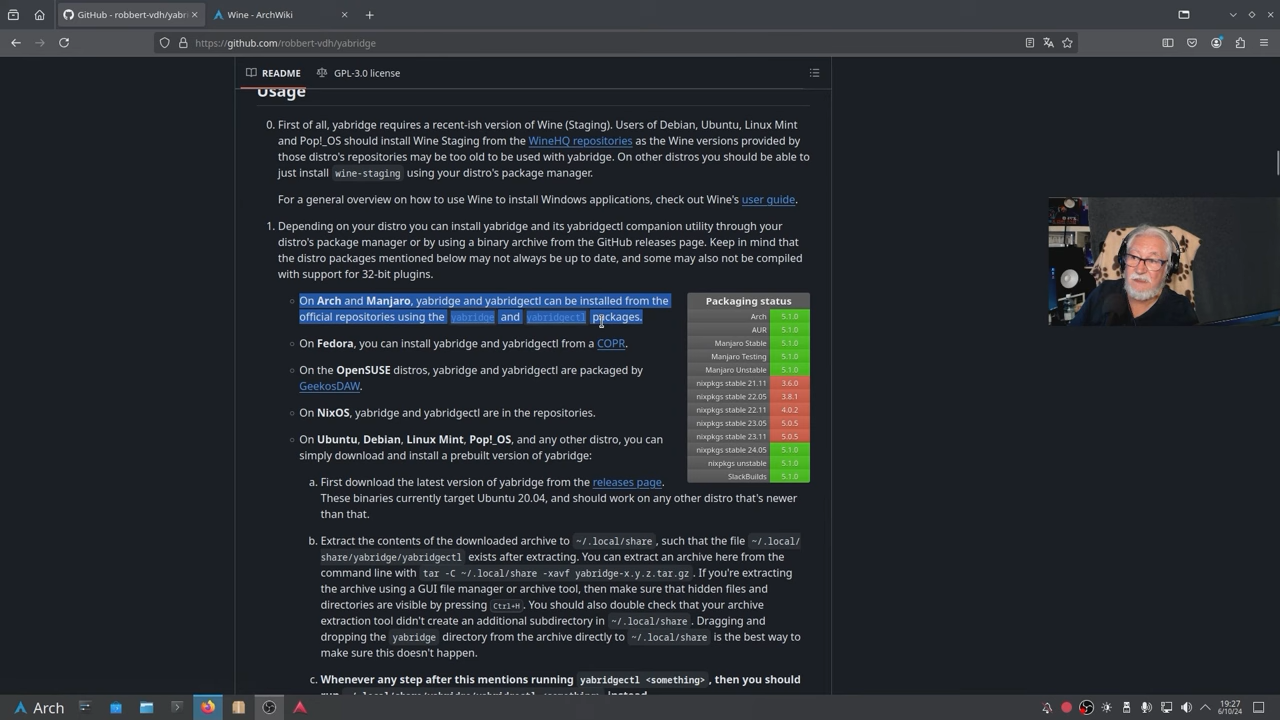 GitHub - robbert-vdh/yabri
Wine - ArchWiki
https://github.com/robbert-vdh/yabridge
README
GPL-3.0 license
Usage
0. First of all, yabridge requires a recent-ish version of Wine (Staging). Users of Debian, Ubuntu, Linux Mint
and Pop!_OS should install Wine Staging from the WineHQ repositories as the Wine versions provided by
those distro's repositories may be too old to be used with yabridge. On other distros you should be able to
just install wine-staging using your distro's package manager.
For a general overview on how to use Wine to install Windows applications, check out Wine's user guide.
1. Depending on your distro you can install yabridge and its yabridgectl companion utility through your
distro's package manager or by using a binary archive from the GitHub releases page. Keep in mind that
the distro packages mentioned below may not always be up to date, and some may also not be compiled
with support for 32-bit plugins.
On Arch and Manjaro, yabridge and yabridgectl can be installed from the
official repositories using the yabridge and yabridgectl packages.
On Fedora, you can install yabridge and yabridgectl from a COPR.
On the OpenSUSE distros, yabridge and yabridgectl are packaged by
GeekosDAW.
On NixOS, yabridge and yabridgectl are in the repositories.
On Ubuntu, Debian, Linux Mint, Pop!_OS, and any other distro, you can
simply download and install a prebuilt version of yabridge:
Packaging status
Arch 5.1.0
AUR 5.1.0
Manjaro Stable 5.1.0
Manjaro Testing 5.1.0
Manjaro Unstable 5.1.0
nixpkgs stable 21.11 3.6.0
nixpkgs stable 22.05 3.8.1
nixpkgs stable 22.11 4.0.2
nixpkgs stable 23.05 5.0.5
nixpkgs stable 23.11 5.0.5
nixpkgs stable 24.05 5.1.0
nixpkgs unstable 5.1.0
SlackBuilds 5.1.0
a. First download the latest version of yabridge from the releases page.
These binaries currently target Ubuntu 20.04, and should work on any other distro that's newer
than that.
b. Extract the contents of the downloaded archive to ~/.local/share, such that the file ~/.local/
share/yabridge/yabridgectl exists after extracting. You can extract an archive here from the
command line with tar -C ~/.local/share -xavf yabridge-x.y.z.tar.gz. If you're extracting
the archive using a GUI file manager or archive tool, then make sure that hidden files and
directories are visible by pressing Ctrl+H. You should also double check that your archive
extraction tool didn't create an additional subdirectory in ~/.local/share. Dragging and
dropping the yabridge directory from the archive directly to ~/.local/share is the best way to
make sure this doesn't happen.
c. Whenever any step after this mentions running yabridgectl <something>, then you should
Arch
19:27
6/10/24